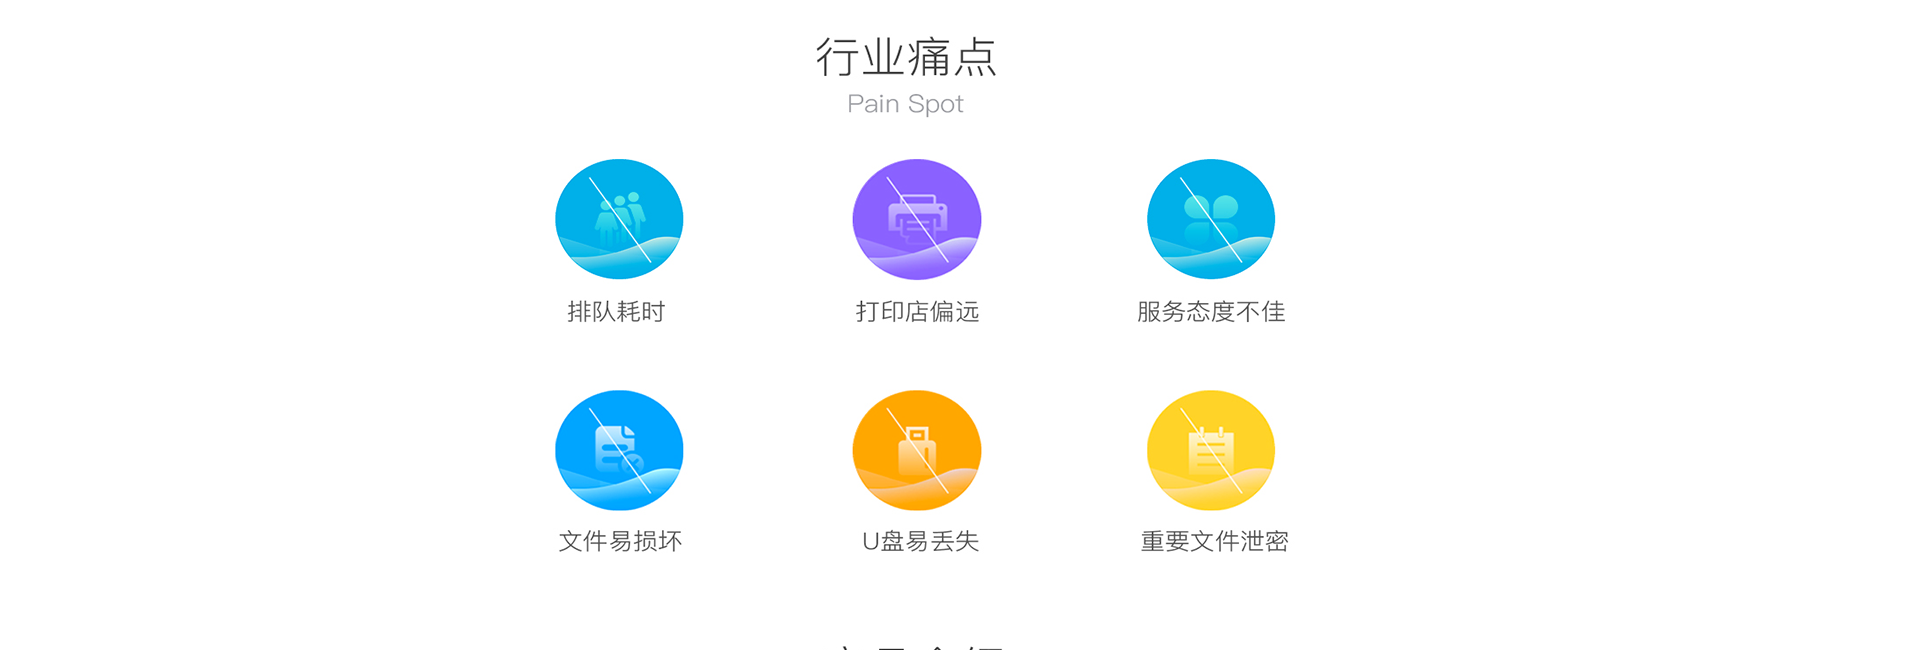 行业痛点
Pain Spot
排队耗时
打印店偏远
服务态度不佳
文件易损坏
U盘易丢失
重要文件泄密